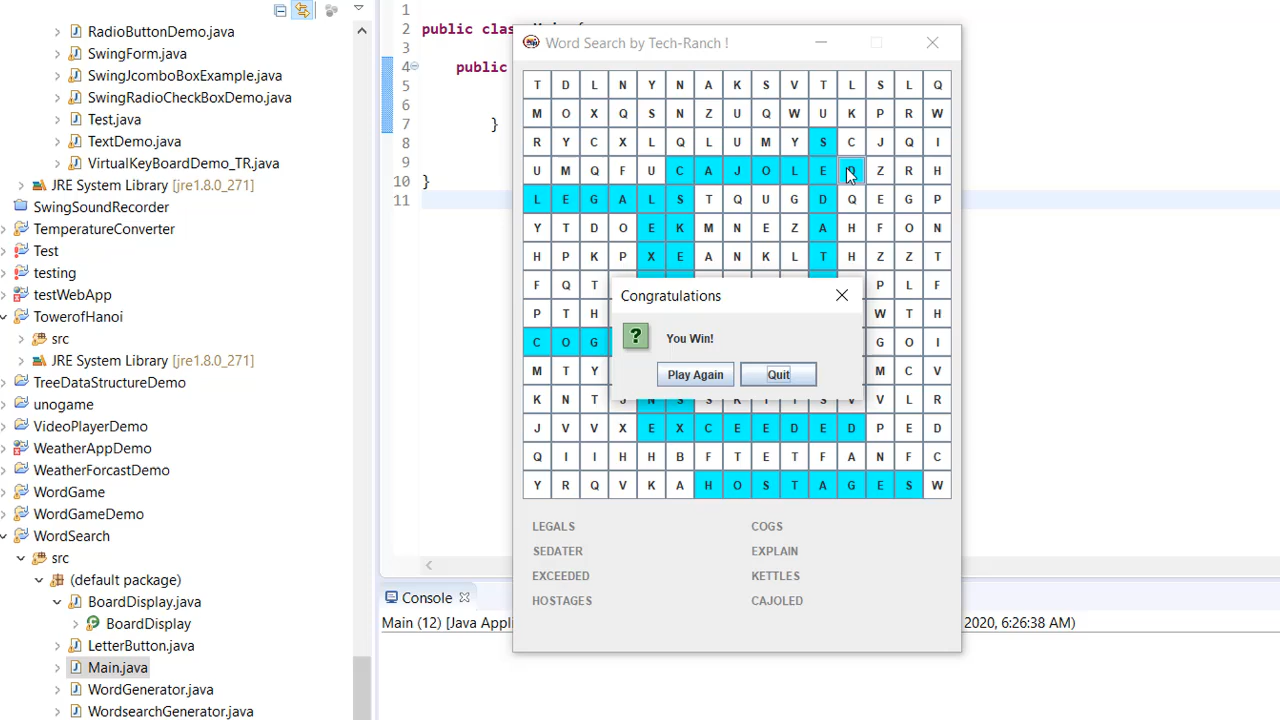 RadioButtonDemo.java
SwingForm.java
SwingJcomboBoxExample.java
SwingRadioCheckBoxDemo.java
Test.java
TextDemo.java
VirtualKeyBoardDemo_TR.java
JRE System Library [jre1.8.0_271]
SwingSoundRecorder
TemperatureConverter
Test
testing
testWebApp
TowerofHanoi
src
JRE System Library [jre1.8.0_271]
TreeDataStructureDemo
unogame
VideoPlayerDemo
WeatherAppDemo
WeatherForcastDemo
WordGame
WordGameDemo
WordSearch
src
(default package)
BoardDisplay.java
BoardDisplay
LetterButton.java
Main.java
WordGenerator.java
WordsearchGenerator.java
1
2 public class
3
4 public
5
6
7 }
8
9
10 }
11
Word Search by Tech-Ranch !
T D L N Y N A K S V T L S L Q
M O X Q S N Z U Q W U K P R W
R Y C X L Q L U M Y S C J Q I
U M Q F U C A J O L E Z R H
L E G A L S T Q U G D Q E G P
Y T D O E K M N E Z A H F O N
H P K P X E A N K L T H Z Z T
F Q T P L F
P T H W T H
C O G G O I
M T Y M C V
K N T J N S S K I T S V V L R
J V V X E X C E E D E D P E D
Q I I H H B F T E T F A N F C
Y R Q V K A H O S T A G E S W
Congratulations
You Win!
Play Again Quit
LEGALS COGS
SEDATER EXPLAIN
EXCEEDED KETTLES
HOSTAGES CAJOLED
Console
Main (12) [Java Appli 2020, 6:26:38 AM)